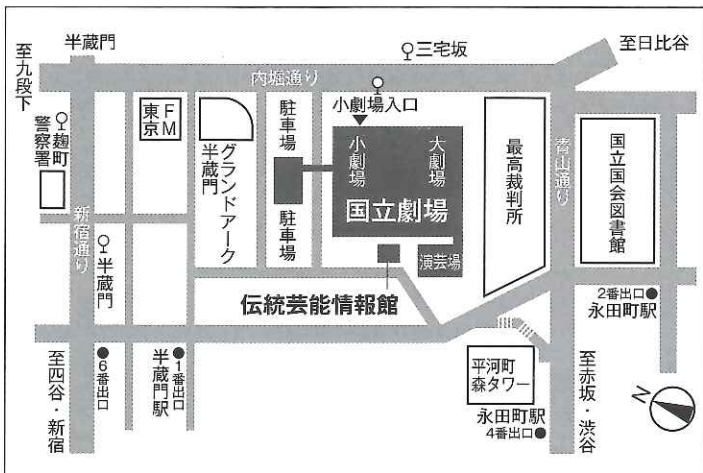 半蔵門
三宅坂
至日比谷
至九段下
内堀通り
小劇場入口
麹町
警察署
FM
東京
グランドアーク
半蔵門
駐車場
駐車場
小劇場
大劇場
国立劇場
最高裁判所
青山通り
国立国会図書館
新宿通り
半蔵門
演芸場
伝統芸能情報館
2番出口
永田町駅
至四谷・新宿
6番出口
1番出口
半蔵門駅
平河町
森タワー
永田町駅
4番出口
至赤坂・渋谷
N